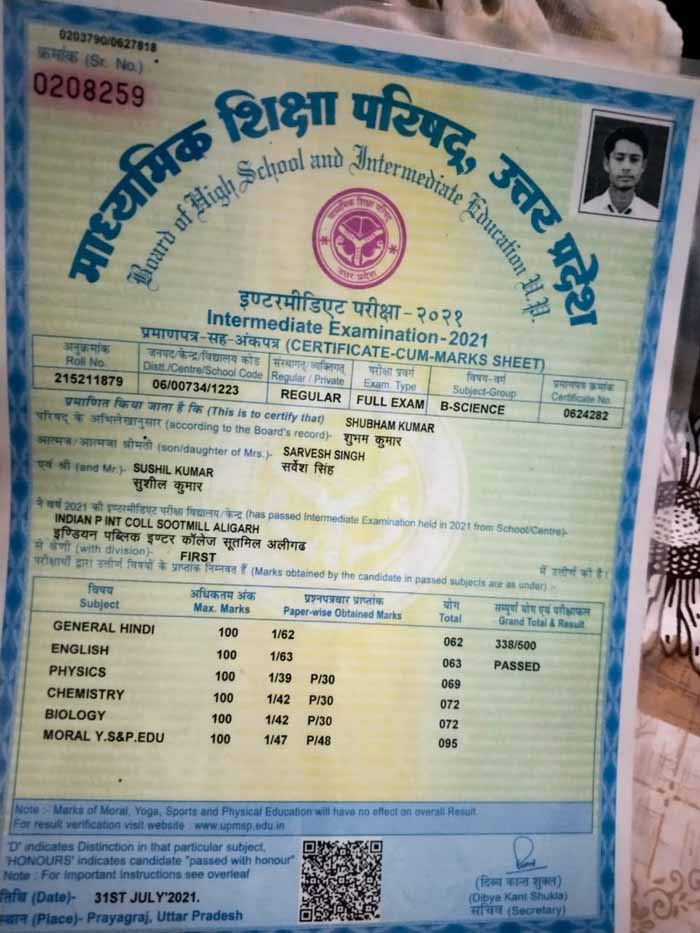 0203790/0627818
क्रमांक (Sr. No.)
0208259
माध्यमिक शिक्षा परिषद्, उत्तर प्रदेश
Board of High School and Intermediate Education U.P.
माध्यमिक शिक्षा परिषद्
उत्तर प्रदेश
इण्टरमीडिएट परीक्षा-२०२१
Intermediate Examination-2021
प्रमाणपत्र-सह-अंकपत्र (CERTIFICATE-CUM-MARKS SHEET)
अनुक्रमांक जनपद/केन्द्र/विद्यालय कोड संस्थागत/व्यक्तिगत परीक्षा प्रवर्ग विषय-वर्ग प्रमाणपत्र क्रमांक
Roll No. Distt./Centre/School Code Regular / Private Exam. Type Subject-Group Certificate No.
215211879 06/00734/1223 REGULAR FULL EXAM B-SCIENCE 0624282
प्रमाणित किया जाता है कि (This is to certify that) SHUBHAM KUMAR
परिषद् के अभिलेखानुसार (according to the Board's record)- शुभम कुमार
आत्मज/आत्मजा श्रीमती (son/daughter of Mrs.)- SARVESH SINGH
सर्वेश सिंह
एवं श्री (and Mr.)- SUSHIL KUMAR
सुशील कुमार
ने वर्ष 2021 की इण्टरमीडिएट परीक्षा विद्यालय/केन्द्र (has passed Intermediate Examination held in 2021 from School/Centre)-
INDIAN P INT COLL SOOTMILL ALIGARH
इण्डियन पब्लिक इण्टर कॉलेज सूतमिल अलीगढ
से श्रेणी (with division)- FIRST में उत्तीर्ण की है।
परीक्षार्थी द्वारा उत्तीर्ण विषयों के प्राप्तांक निम्नवत हैं (Marks obtained by the candidate in passed subjects are as under) :-
विषय अधिकतम अंक प्रश्नपत्रवार प्राप्तांक योग सम्पूर्ण योग एवं परीक्षाफल
Subject Max. Marks Paper-wise Obtained Marks Total Grand Total & Result
GENERAL HINDI 100 1/62 062 338/500
ENGLISH 100 1/63 063 PASSED
PHYSICS 100 1/39 P/30 069
CHEMISTRY 100 1/42 P/30 072
BIOLOGY 100 1/42 P/30 072
MORAL Y.S&P.EDU 100 1/47 P/48 095
Note :- Marks of Moral, Yoga, Sports and Physical Education will have no effect on overall Result.
For result verification visit website : www.upmsp.edu.in
'D' indicates Distinction in that particular subject.
'HONOURS' indicates candidate "passed with honour"
Note : For Important Instructions see overleaf
तिथि (Date)- 31ST JULY'2021.
स्थान (Place)- Prayagraj, Uttar Pradesh
(दिव्य कान्त शुक्ल)
(Dibya Kant Shukla)
सचिव (Secretary)